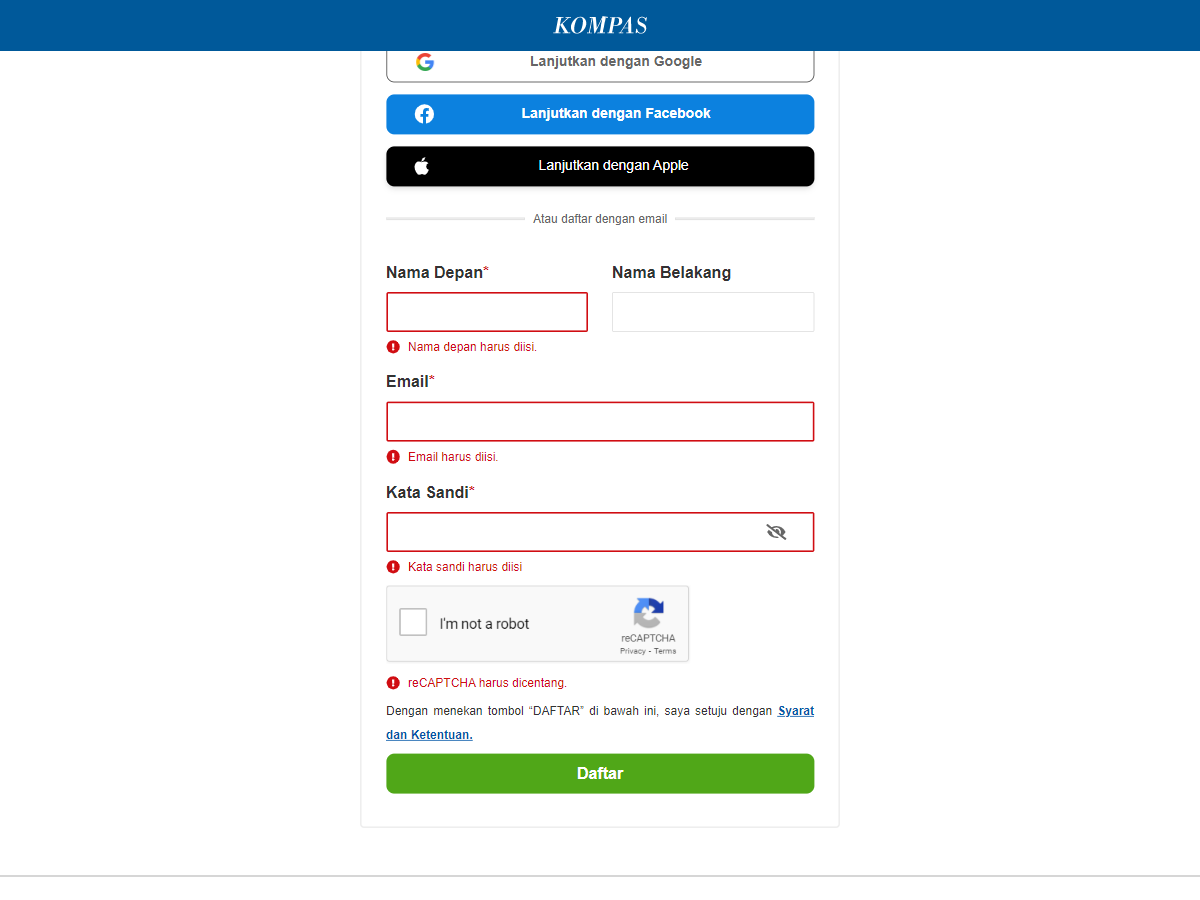 KOMPAS
Lanjutkan dengan Google
Lanjutkan dengan Facebook
Lanjutkan dengan Apple
Atau daftar dengan email
Nama Depan* Nama Belakang
Nama depan harus diisi.
Email*
Email harus diisi.
Kata Sandi*
Kata sandi harus diisi
I'm not a robot
reCAPTCHA
Privacy - Terms
reCAPTCHA harus dicentang.
Dengan menekan tombol “DAFTAR” di bawah ini, saya setuju dengan Syarat
dan Ketentuan.
Daftar